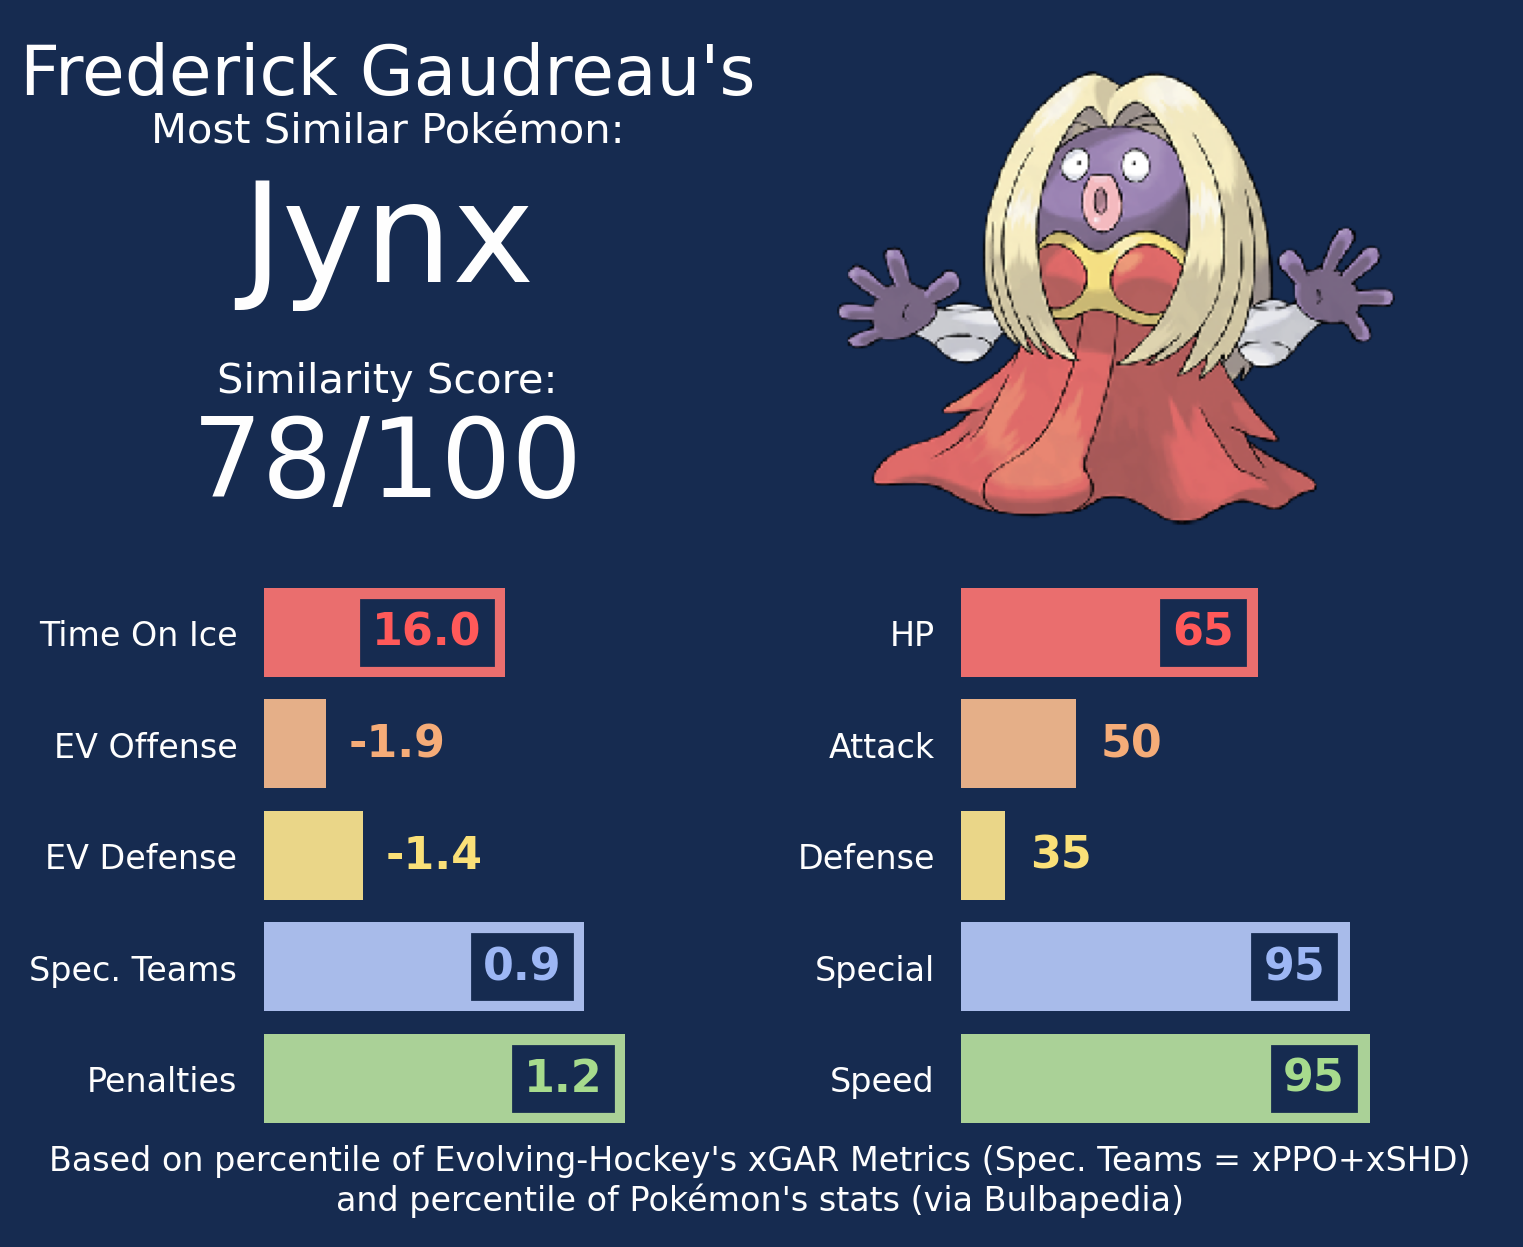 Frederick Gaudreau's
Most Similar Pokémon:
Jynx
Similarity Score:
78/100
Time On Ice 16.0
EV Offense -1.9
EV Defense -1.4
Spec. Teams 0.9
Penalties 1.2
HP 65
Attack 50
Defense 35
Special 95
Speed 95
Based on percentile of Evolving-Hockey's xGAR Metrics (Spec. Teams = xPPO+xSHD)
and percentile of Pokémon's stats (via Bulbapedia)